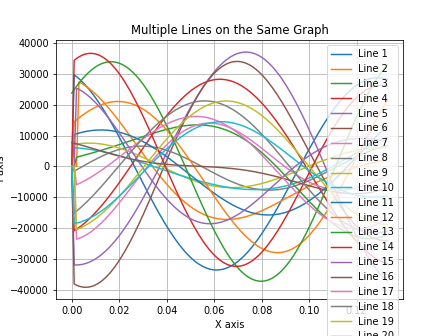 Multiple Lines on the Same Graph
40000
30000
20000
10000
0
−10000
−20000
−30000
−40000
0.00
0.02
0.04
0.06
0.08
0.10
X axis
Line 1
Line 2
Line 3
Line 4
Line 5
Line 6
Line 7
Line 8
Line 9
Line 10
Line 11
Line 12
Line 13
Line 14
Line 15
Line 16
Line 17
Line 18
Line 19
Line 20